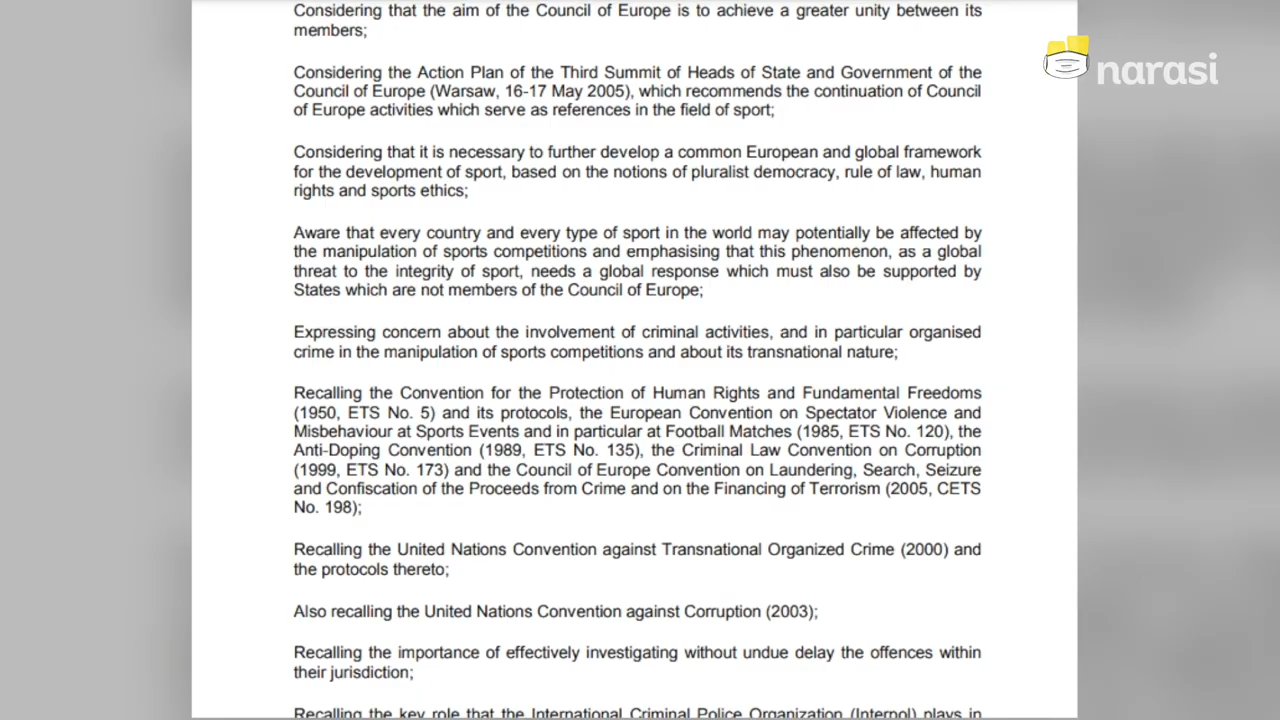 Considering that the aim of the Council of Europe is to achieve a greater unity between its
members;
narasi
Considering the Action Plan of the Third Summit of Heads of State and Government of the
Council of Europe (Warsaw, 16-17 May 2005), which recommends the continuation of Council
of Europe activities which serve as references in the field of sport;
Considering that it is necessary to further develop a common European and global framework
for the development of sport, based on the notions of pluralist democracy, rule of law, human
rights and sports ethics;
Aware that every country and every type of sport in the world may potentially be affected by
the manipulation of sports competitions and emphasising that this phenomenon, as a global
threat to the integrity of sport, needs a global response which must also be supported by
States which are not members of the Council of Europe;
Expressing concern about the involvement of criminal activities, and in particular organised
crime in the manipulation of sports competitions and about its transnational nature;
Recalling the Convention for the Protection of Human Rights and Fundamental Freedoms
(1950, ETS No. 5) and its protocols, the European Convention on Spectator Violence and
Misbehaviour at Sports Events and in particular at Football Matches (1985, ETS No. 120), the
Anti-Doping Convention (1989, ETS No. 135), the Criminal Law Convention on Corruption
(1999, ETS No. 173) and the Council of Europe Convention on Laundering, Search, Seizure
and Confiscation of the Proceeds from Crime and on the Financing of Terrorism (2005, CETS
No. 198);
Recalling the United Nations Convention against Transnational Organized Crime (2000) and
the protocols thereto;
Also recalling the United Nations Convention against Corruption (2003);
Recalling the importance of effectively investigating without undue delay the offences within
their jurisdiction;
Recalling the key role that the International Criminal Police Organization (Interpol) plays in